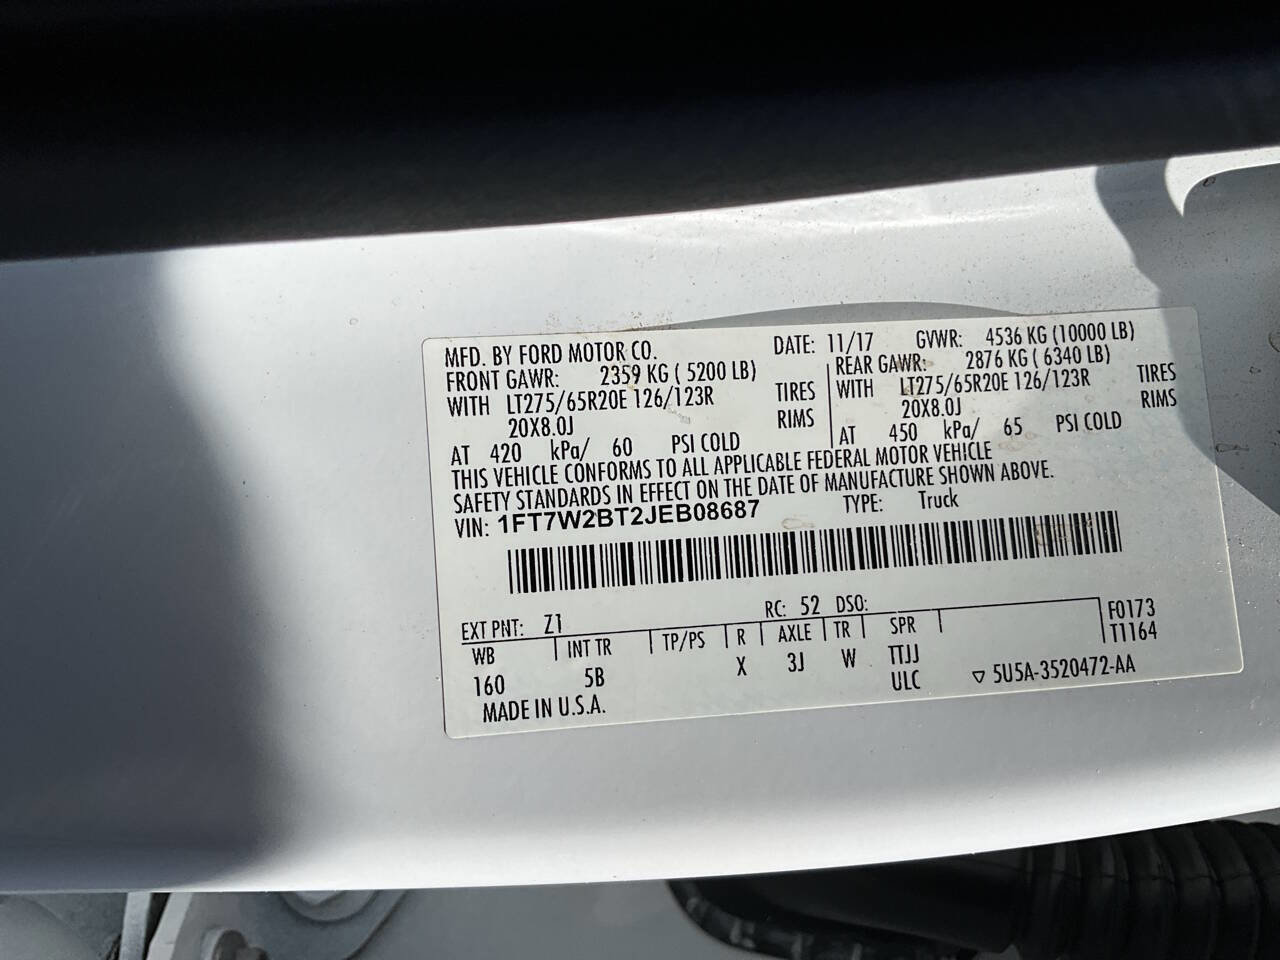 MFD. BY FORD MOTOR CO. DATE: 11/17 GVWR: 4536 KG (10000 LB)
FRONT GAWR: 2359 KG ( 5200 LB) REAR GAWR: 2876 KG ( 6340 LB)
WITH LT275/65R20E 126/123R TIRES WITH LT275/65R20E 126/123R TIRES
20X8.0J RIMS 20X8.0J RIMS
AT 420 kPa/ 60 PSI COLD AT 450 kPa/ 65 PSI COLD
THIS VEHICLE CONFORMS TO ALL APPLICABLE FEDERAL MOTOR VEHICLE
SAFETY STANDARDS IN EFFECT ON THE DATE OF MANUFACTURE SHOWN ABOVE.
VIN: 1FT7W2BT2JEB08687 TYPE: Truck
EXT PNT: Z1 RC: 52 DSO: F0173
WB INT TR TP/PS R AXLE TR SPR T1164
160 5B X 3J W TTJJ
ULC ▽ 5U5A-3520472-AA
MADE IN U.S.A.